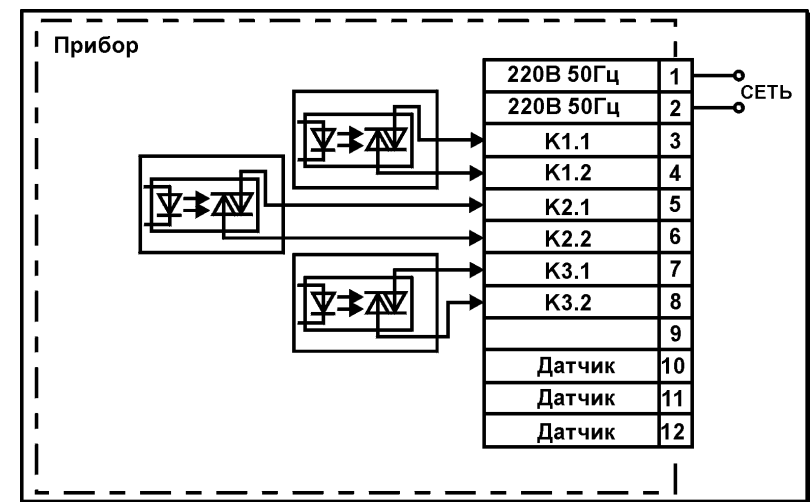 Прибор
220В 50Гц 1
220В 50Гц 2
СЕТЬ
К1.1 3
К1.2 4
К2.1 5
К2.2 6
К3.1 7
К3.2 8
9
Датчик 10
Датчик 11
Датчик 12